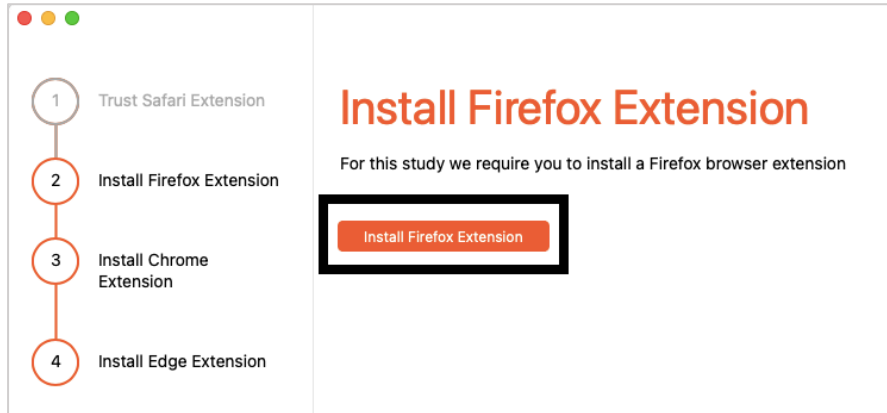 1
Trust Safari Extension
2
Install Firefox Extension
3
Install Chrome
Extension
4
Install Edge Extension
Install Firefox Extension
For this study we require you to install a Firefox browser extension
Install Firefox Extension